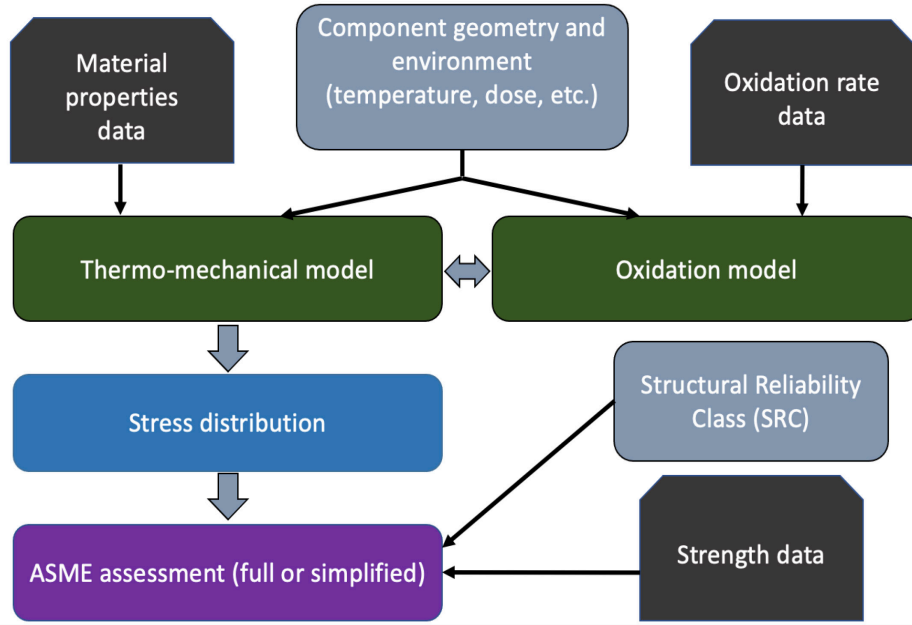 Material
properties
data
Component geometry and
environment
(temperature, dose, etc.)
Oxidation rate
data
Thermo-mechanical model
Oxidation model
Stress distribution
Structural Reliability
Class (SRC)
ASME assessment (full or simplified)
Strength data